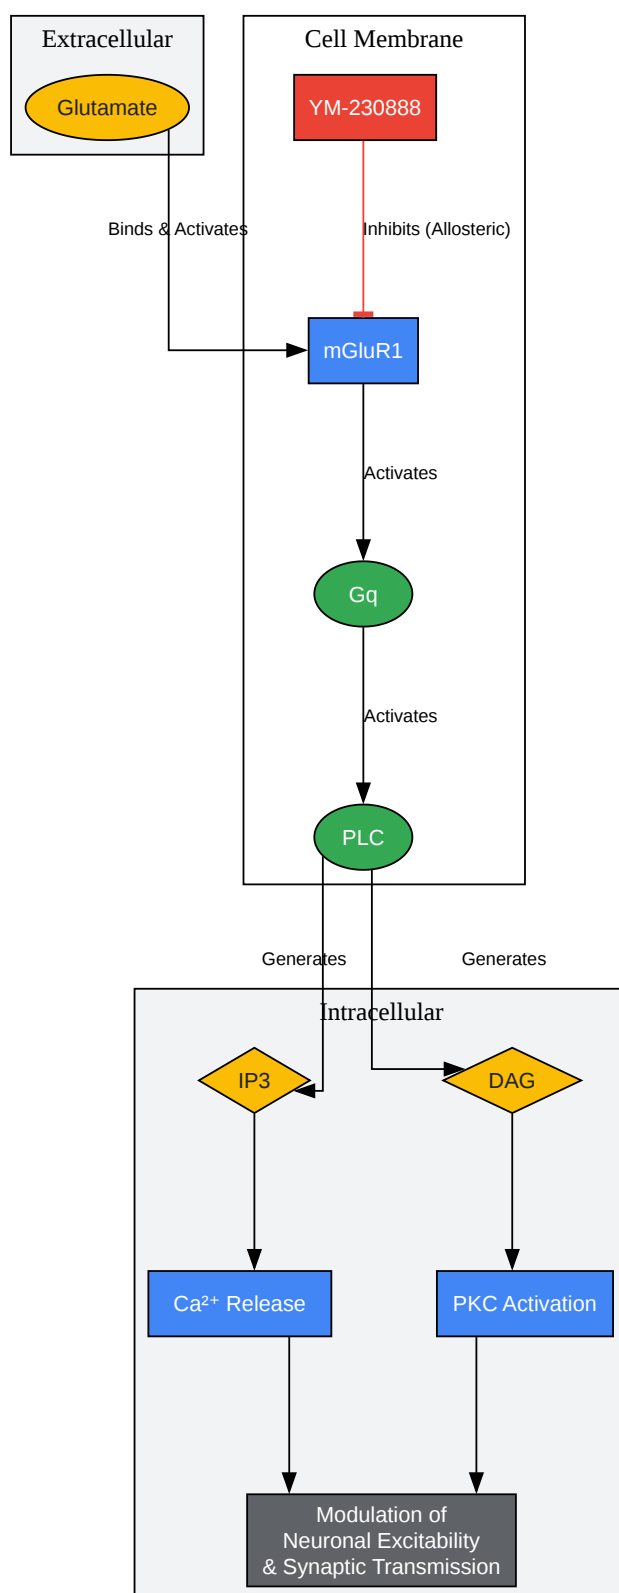 Extracellular
Cell Membrane
Glutamate
YM-230888
Binds & Activates
Inhibits (Allosteric)
mGluR1
Activates
Gq
Activates
PLC
Generates
Generates
Intracellular
IP3
DAG
Ca²⁺ Release
PKC Activation
Modulation of
Neuronal Excitability
& Synaptic Transmission